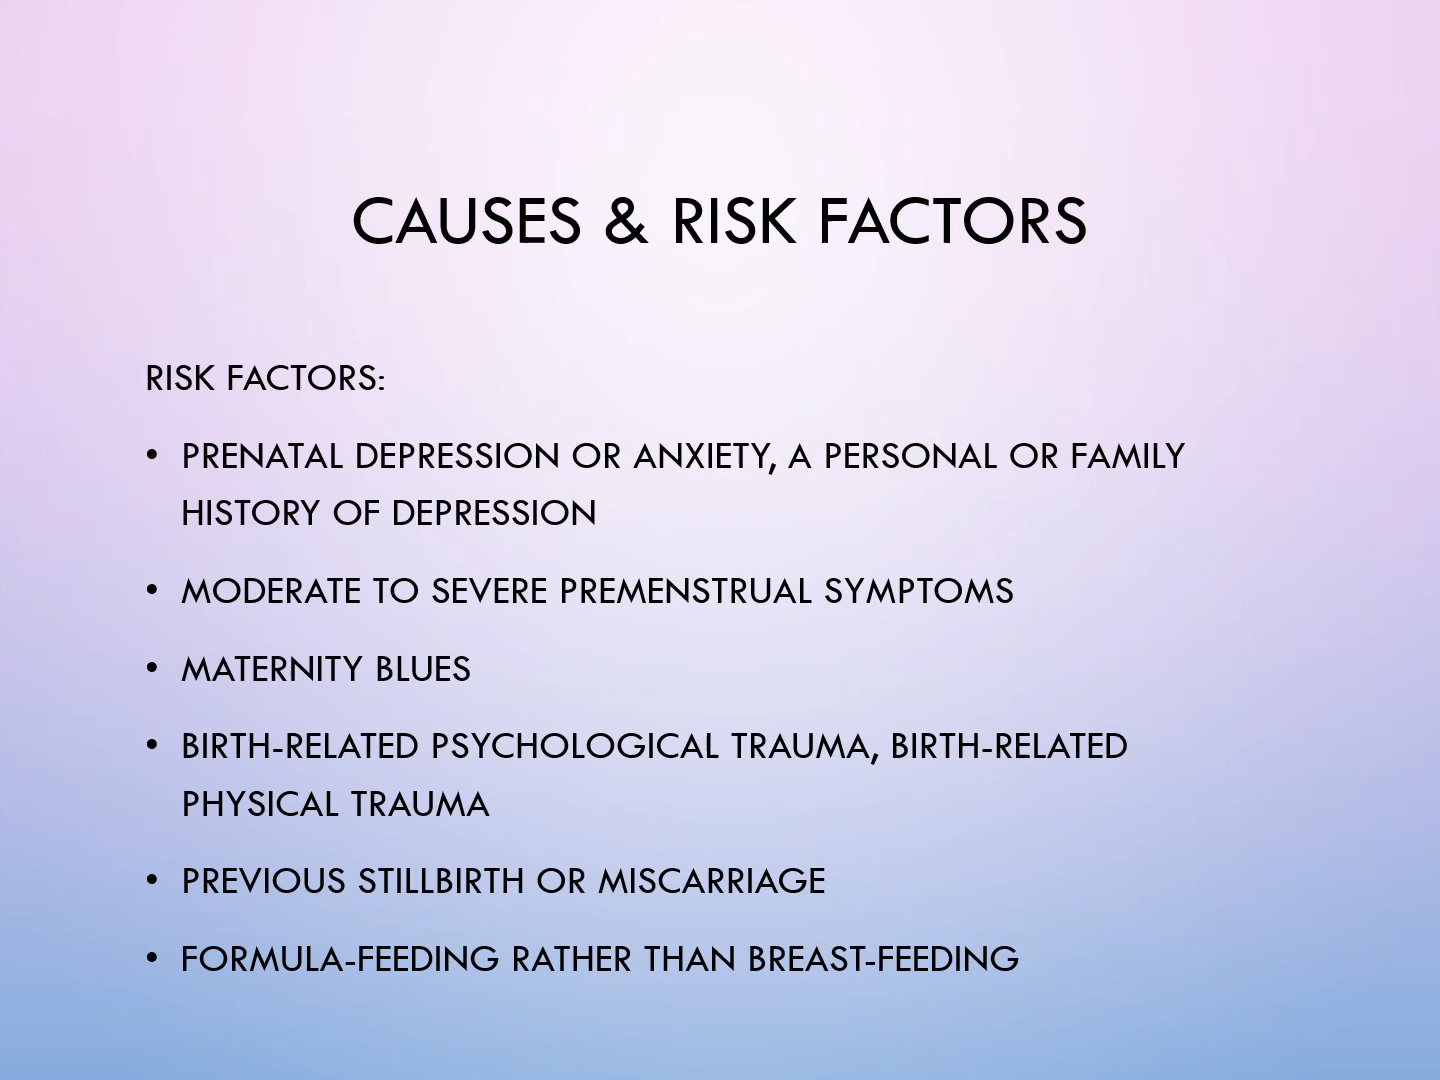 CAUSES & RISK FACTORS
RISK FACTORS:
• PRENATAL DEPRESSION OR ANXIETY, A PERSONAL OR FAMILY
HISTORY OF DEPRESSION
• MODERATE TO SEVERE PREMENSTRUAL SYMPTOMS
• MATERNITY BLUES
• BIRTH-RELATED PSYCHOLOGICAL TRAUMA, BIRTH-RELATED
PHYSICAL TRAUMA
• PREVIOUS STILLBIRTH OR MISCARRIAGE
• FORMULA-FEEDING RATHER THAN BREAST-FEEDING